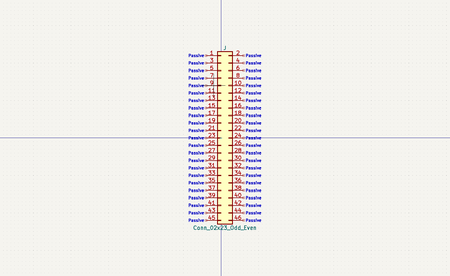 J
Passive 1 2 Passive
Passive 3 4 Passive
Passive 5 6 Passive
Passive 7 8 Passive
Passive 9 10 Passive
Passive 11 12 Passive
Passive 13 14 Passive
Passive 15 16 Passive
Passive 17 18 Passive
Passive 19 20 Passive
Passive 21 22 Passive
Passive 23 24 Passive
Passive 25 26 Passive
Passive 27 28 Passive
Passive 29 30 Passive
Passive 31 32 Passive
Passive 33 34 Passive
Passive 35 36 Passive
Passive 37 38 Passive
Passive 39 40 Passive
Passive 41 42 Passive
Passive 43 44 Passive
Passive 45 46 Passive
Conn_02x23_Odd_Even